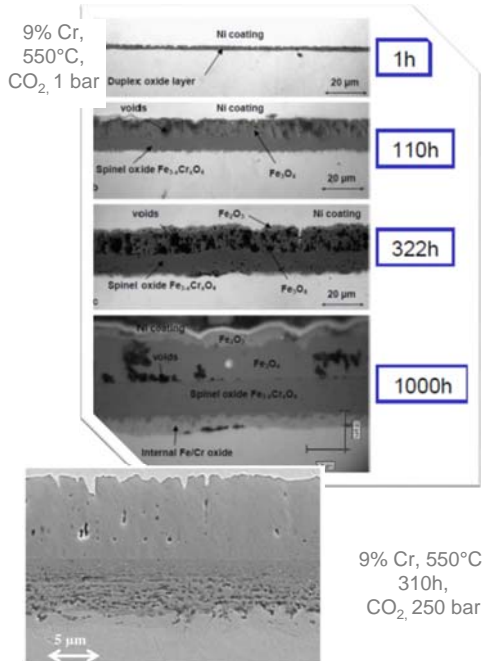 9% Cr,
550°C,
CO2, 1 bar
Ni coating
Duplex oxide layer
20 µm
1h
voids
Ni coating
Spinel oxide Fe3-xCrxO4
Fe3O4
b
20 µm
110h
voids
Fe2O3
Ni coating
Spinel oxide Fe3-xCrxO4
Fe3O4
c
20 µm
322h
Ni coating
Fe2O3
Fe3O4
voids
Spinel oxide Fe3-xCrxO4
Internal Fe/Cr oxide
1000h
5 µm
9% Cr, 550°C
310h,
CO2, 250 bar